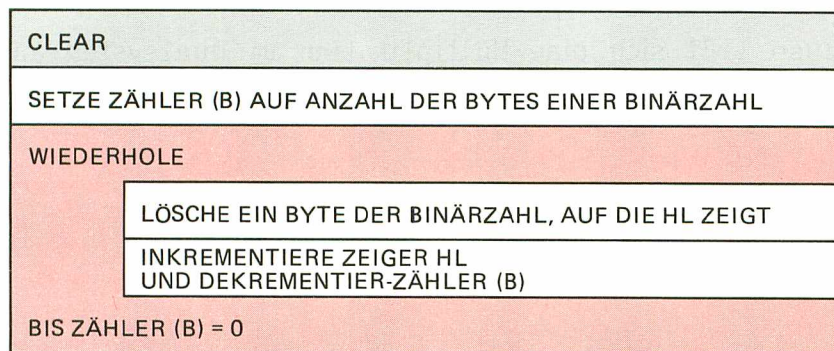 CLEAR
SETZE ZÄHLER (B) AUF ANZAHL DER BYTES EINER BINÄRZAHL
WIEDERHOLE
LÖSCHE EIN BYTE DER BINÄRZAHL, AUF DIE HL ZEIGT
INKREMENTIERE ZEIGER HL
UND DEKREMENTIER-ZÄHLER (B)
BIS ZÄHLER (B) = 0